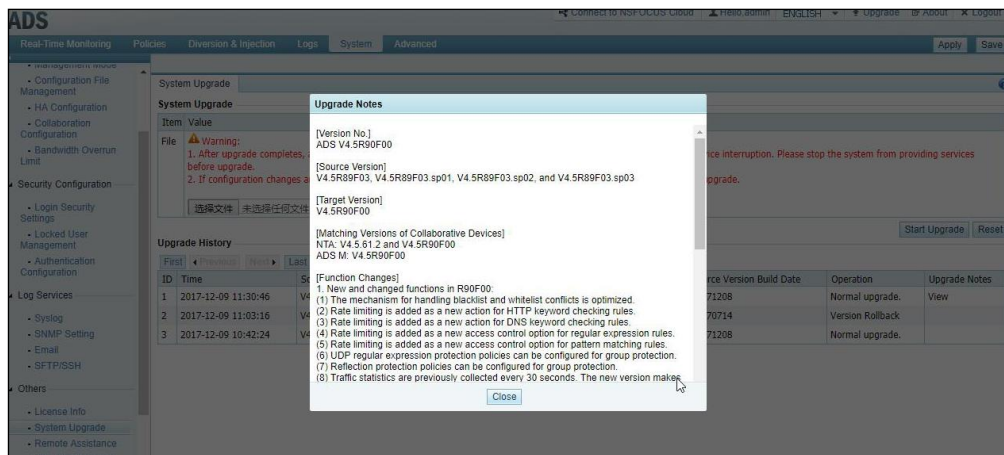 ADS
Connect to NSFOCUS Cloud Hello,admin ENGLISH Upgrade About Logout
Real-Time Monitoring Policies Diversion & Injection Logs System Advanced Apply Save
Management Mode
Configuration File
Management
HA Configuration
Collaboration
Configuration
Bandwidth Overrun
Limit
Security Configuration
Login Security
Settings
Locked User
Management
Authentication
Configuration
Log Services
Syslog
SNMP Setting
Email
SFTP/SSH
Others
License Info
System Upgrade
Remote Assistance
System Upgrade
System Upgrade
Item Value
File Warning:
1. After upgrade completes, ice interruption. Please stop the system from providing services
before upgrade.
2. If configuration changes a pgrade.
选择文件 未选择任何文件
Start Upgrade Reset
Upgrade History
First Previous Next Last
ID Time rce Version Build Date Operation Upgrade Notes
1 2017-12-09 11:30:46 V4 71208 Normal upgrade. View
2 2017-12-09 11:03:16 V4 70714 Version Rollback
3 2017-12-09 10:42:24 V4 71208 Normal upgrade.
Upgrade Notes
[Version No.]
ADS V4.5R90F00
[Source Version]
V4.5R89F03, V4.5R89F03.sp01, V4.5R89F03.sp02, and V4.5R89F03.sp03
[Target Version]
V4.5R90F00
[Matching Versions of Collaborative Devices]
NTA: V4.5.61.2 and V4.5R90F00
ADS M: V4.5R90F00
[Function Changes]
1. New and changed functions in R90F00:
(1) The mechanism for handling blacklist and whitelist conflicts is optimized.
(2) Rate limiting is added as a new action for HTTP keyword checking rules.
(3) Rate limiting is added as a new action for DNS keyword checking rules.
(4) Rate limiting is added as a new access control option for regular expression rules.
(5) Rate limiting is added as a new access control option for pattern matching rules.
(6) UDP regular expression protection policies can be configured for group protection.
(7) Reflection protection policies can be configured for group protection.
(8) Traffic statistics are previously collected every 30 seconds. The new version makes
Close